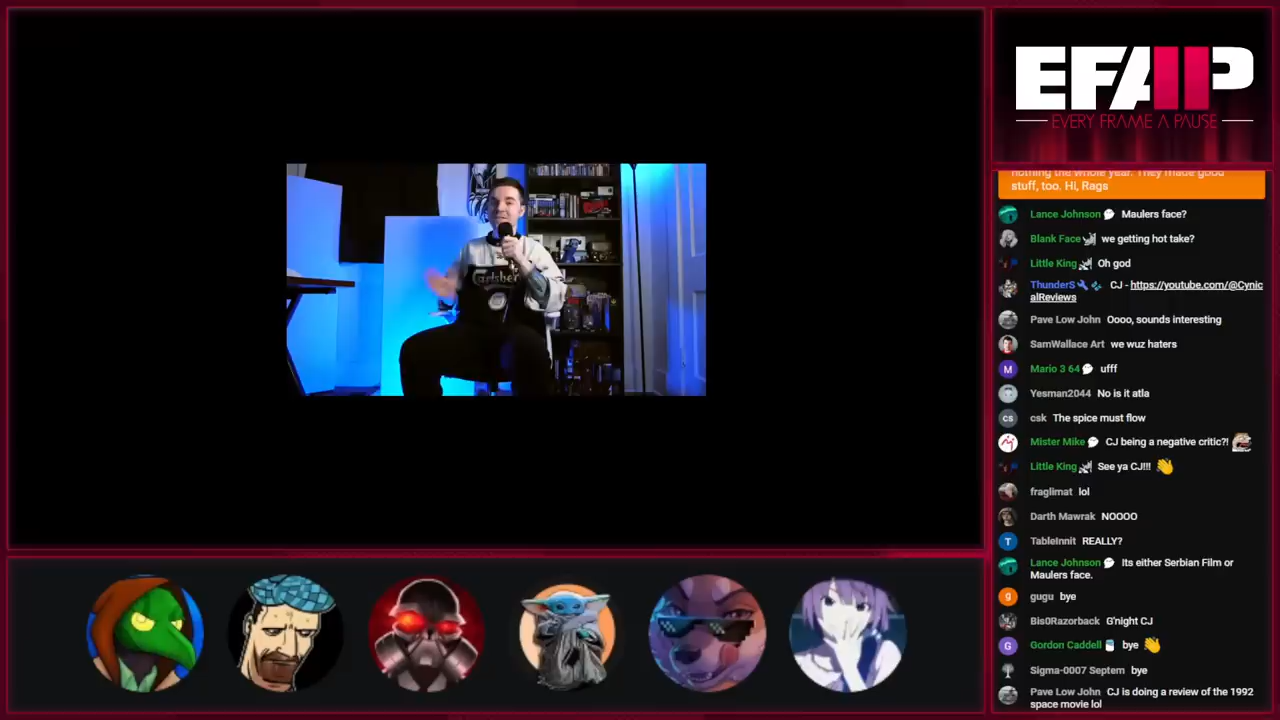 EFAP
EVERY FRAME A PAUSE
nothing the whole year. They made good
stuff, too. Hi, Rags
Lance Johnson Maulers face?
Blank Face we getting hot take?
Little King Oh god
ThunderS CJ - https://youtube.com/@Cynic
alReviews
Pave Low John Oooo, sounds interesting
SamWallace Art we wuz haters
M Mario 3 64 ufff
Yesman2044 No is it atla
cs csk The spice must flow
Mister Mike CJ being a negative critic?!
Little King See ya CJ!!!
fraglimat lol
Darth Mawrak NOOOO
T TableInnit REALLY?
Lance Johnson Its either Serbian Film or
Maulers face.
g gugu bye
Bis0Razorback G'night CJ
G Gordon Caddell bye
Sigma-0007 Septem bye
Pave Low John CJ is doing a review of the 1992
space movie lol
Carlsberg